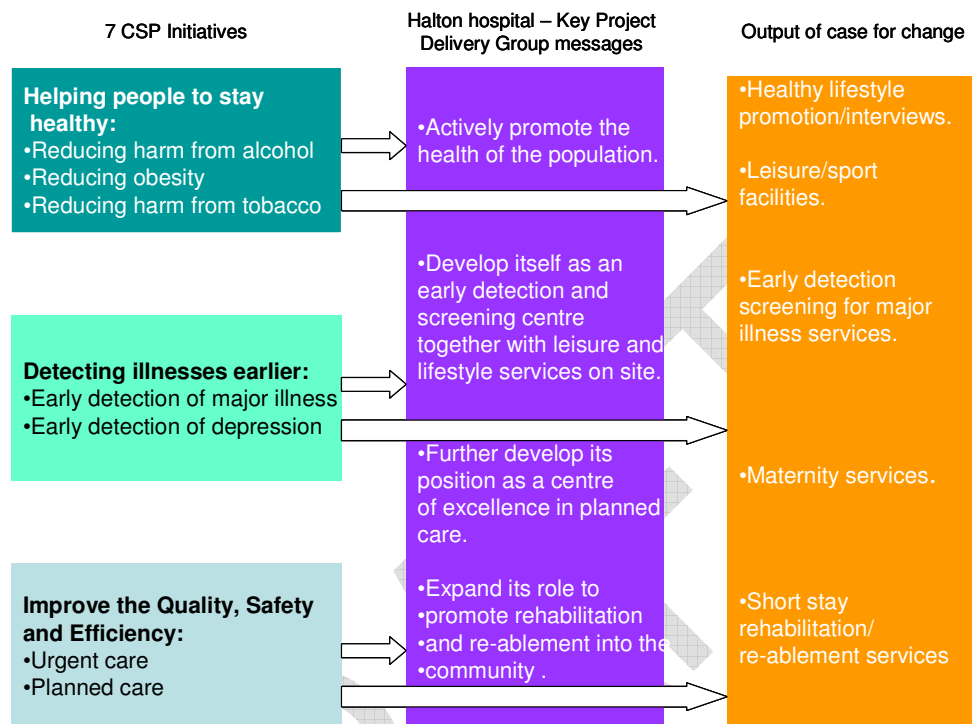 7 CSP Initiatives
Halton hospital – Key Project
Delivery Group messages
Output of case for change
Helping people to stay
healthy:
•Reducing harm from alcohol
•Reducing obesity
•Reducing harm from tobacco
Detecting illnesses earlier:
•Early detection of major illness
•Early detection of depression
Improve the Quality, Safety
and Efficiency:
•Urgent care
•Planned care
•Actively promote the
health of the population.
•Develop itself as an
early detection and
screening centre
together with leisure and
lifestyle services on site.
•Further develop its
position as a centre
of excellence in planned
care.
•Expand its role to
•promote rehabilitation
•and re-ablement into the
•community .
•Healthy lifestyle
promotion/interviews.
•Leisure/sport
facilities.
•Early detection
screening for major
illness services.
•Maternity services.
•Short stay
rehabilitation/
re-ablement services